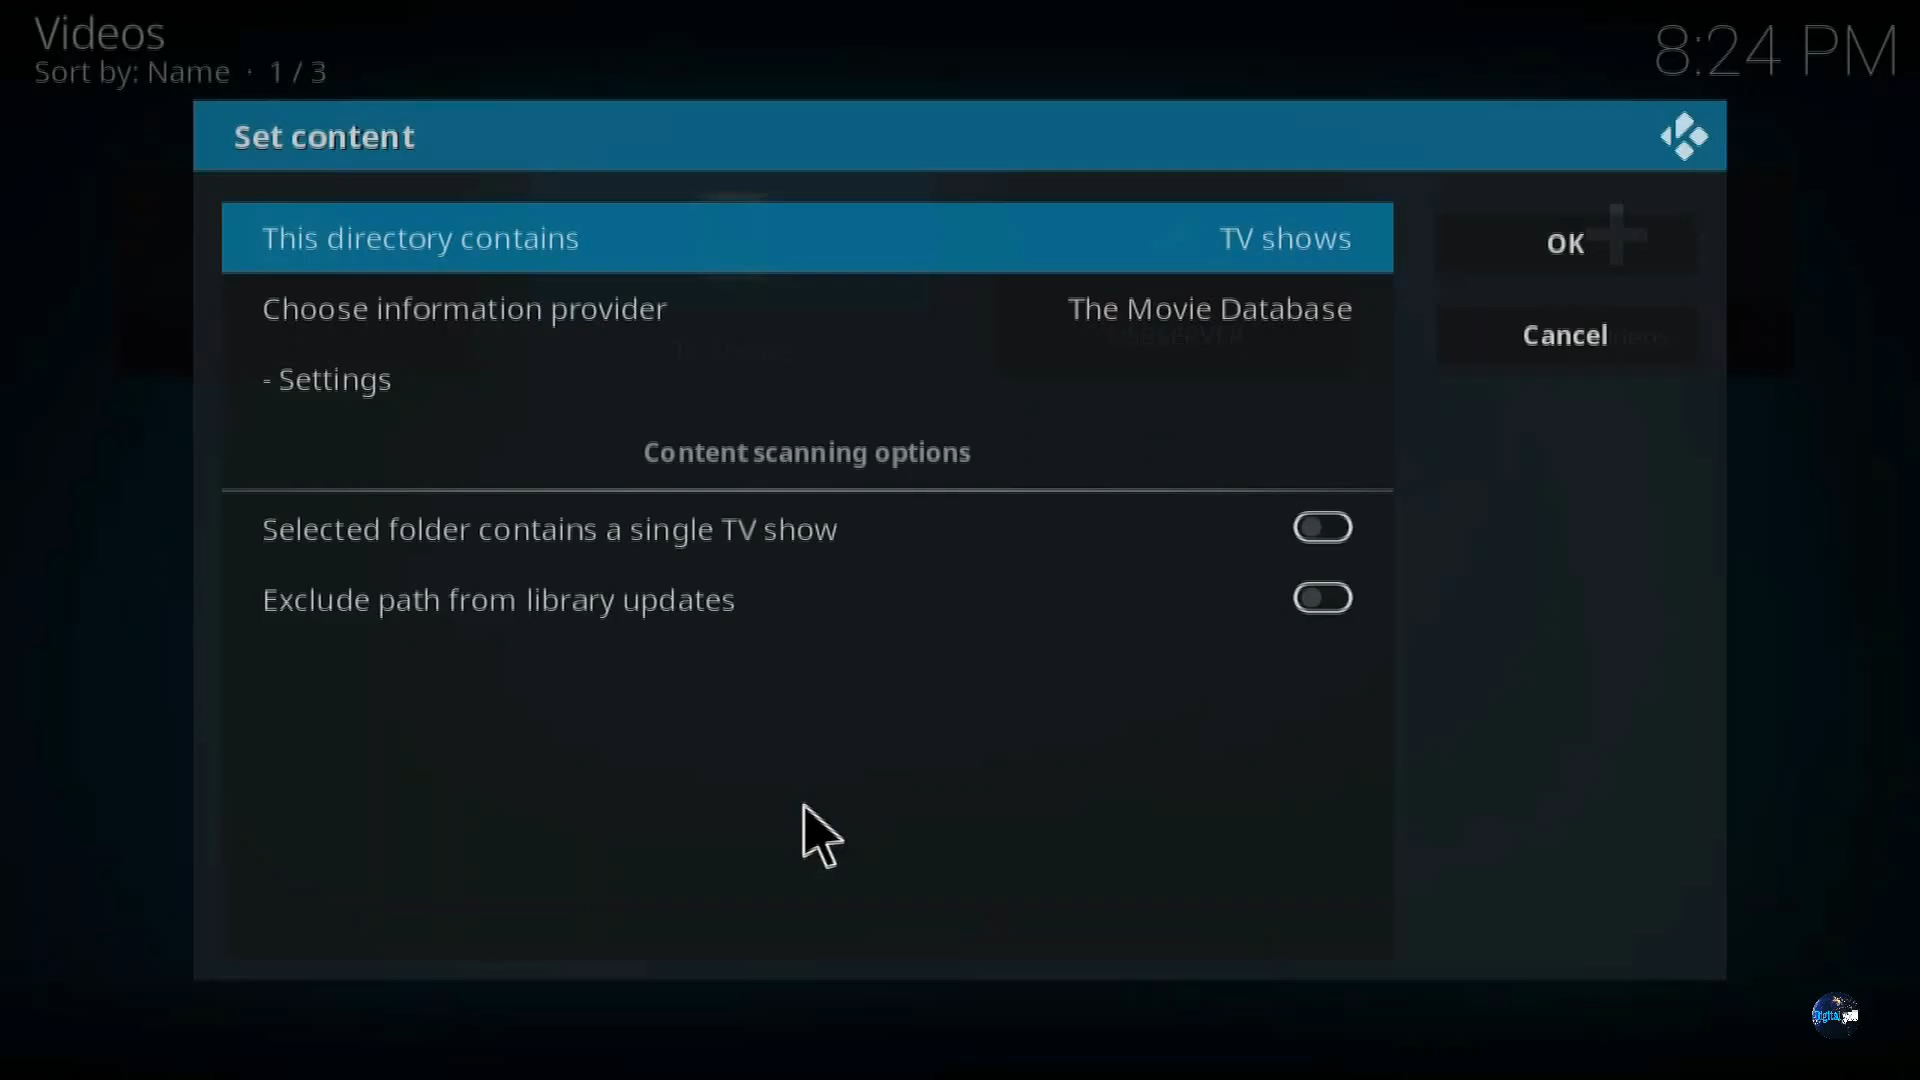 Videos
Sort by: Name · 1 / 3
8:24 PM
Set content
This directory contains TV shows
OK
Choose information provider The Movie Database
Cancel
- Settings
Content scanning options
Selected folder contains a single TV show
Exclude path from library updates